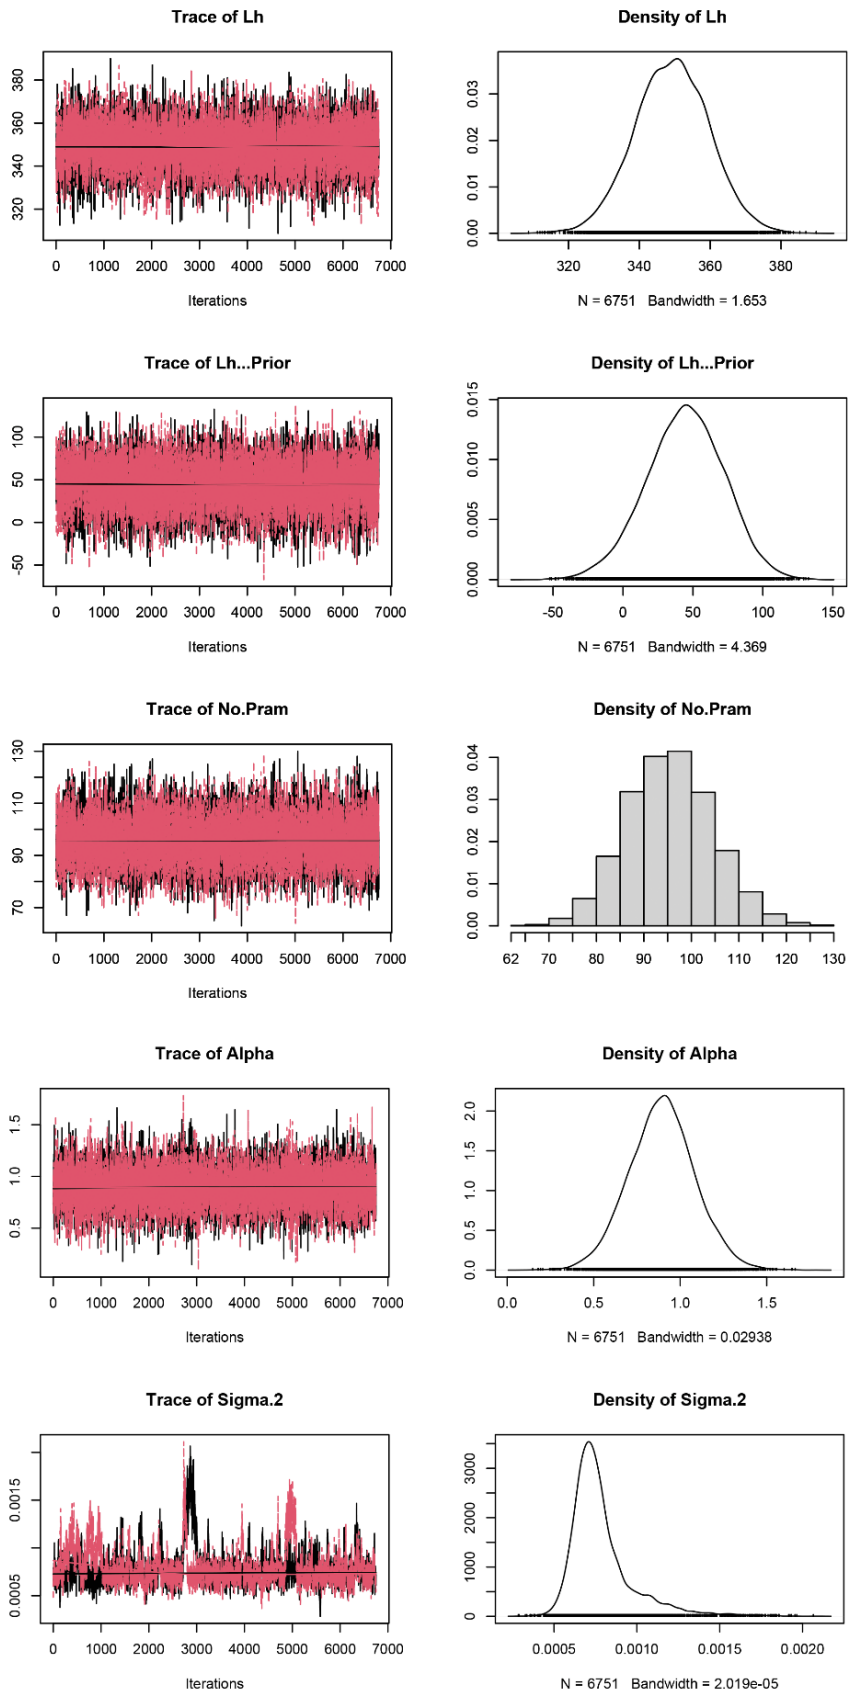 Trace of Lh
380
360
340
320
0 1000 2000 3000 4000 5000 6000 7000
Iterations
Density of Lh
0.03
0.02
0.01
0.00
320 340 360 380
N = 6751 Bandwidth = 1.653
Trace of Lh...Prior
100
50
0
-50
0 1000 2000 3000 4000 5000 6000 7000
Iterations
Density of Lh...Prior
0.015
0.010
0.005
0.000
-50 0 50 100 150
N = 6751 Bandwidth = 4.369
Trace of No.Pram
130
110
90
70
0 1000 2000 3000 4000 5000 6000 7000
Iterations
Density of No.Pram
0.04
0.03
0.02
0.01
0.00
62 70 80 90 100 110 120 130
Trace of Alpha
1.5
1.0
0.5
0 1000 2000 3000 4000 5000 6000 7000
Iterations
Density of Alpha
2.0
1.5
1.0
0.5
0.0
0.0 0.5 1.0 1.5
N = 6751 Bandwidth = 0.02938
Trace of Sigma.2
0.0015
0.0005
0 1000 2000 3000 4000 5000 6000 7000
Iterations
Density of Sigma.2
3000
2000
1000
0
0.0005 0.0010 0.0015 0.0020
N = 6751 Bandwidth = 2.019e-05